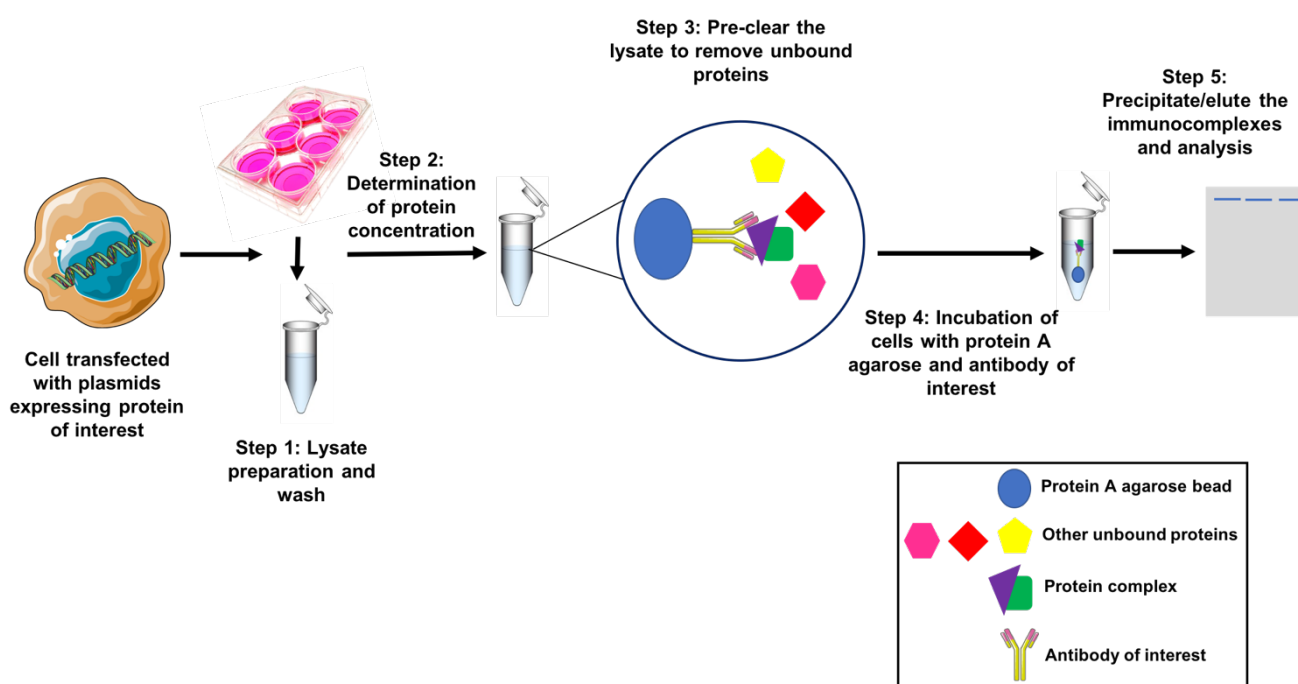 Cell transfected
with plasmids
expressing protein
of interest
Step 1: Lysate
preparation and
wash
Step 2:
Determination
of protein
concentration
Step 3: Pre-clear the
lysate to remove unbound
proteins
Step 4: Incubation of
cells with protein A
agarose and antibody of
interest
Step 5:
Precipitate/elute the
immunocomplexes
and analysis
Protein A agarose bead
Other unbound proteins
Protein complex
Antibody of interest